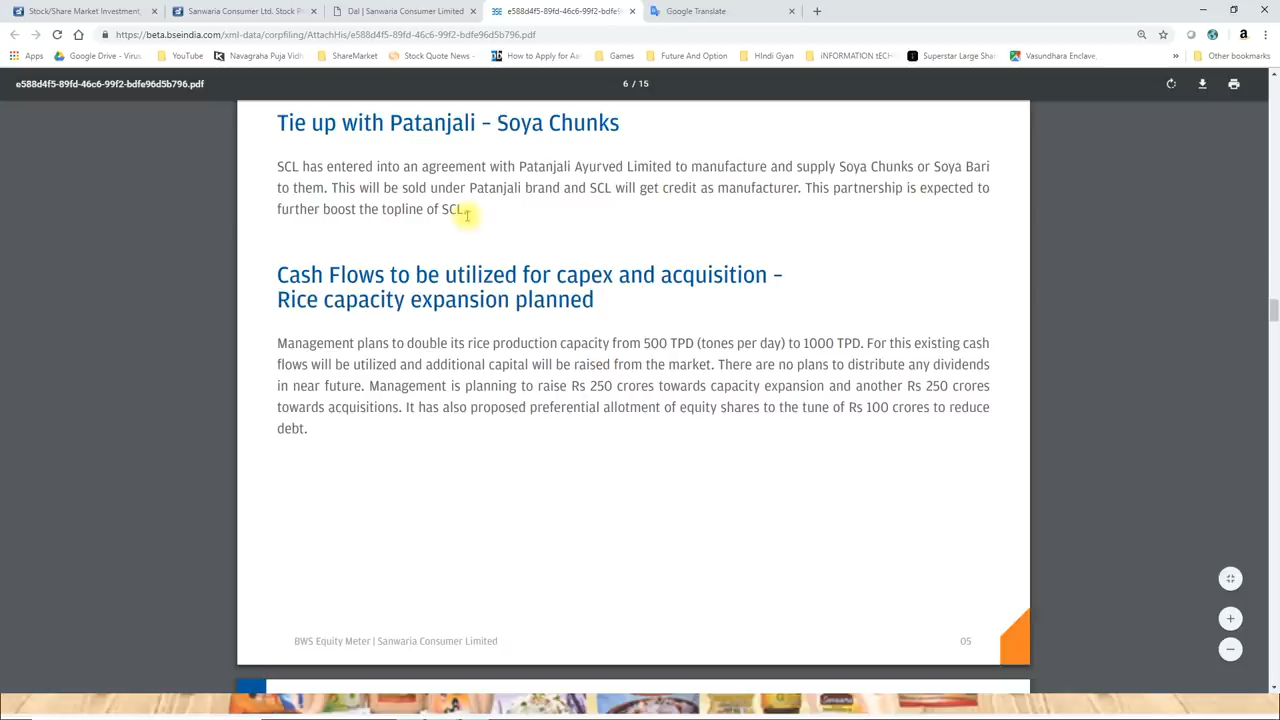 Stock/Share Market Investment,
Sanwaria Consumer Ltd. Stock P
Dal | Sanwaria Consumer Limited
e588d4f5-89fd-46c6-99f2-bdfe96
Google Translate
https://beta.bseindia.com/xml-data/corpfiling/AttachHis/e588d4f5-89fd-46c6-99f2-bdfe96d5b796.pdf
Apps
Google Drive - Virus
YouTube
Navagraha Puja Vidh
ShareMarket
Stock Quote News -
How to Apply for Aa
Games
Future And Option
HIndi Gyan
iNFORMATION tECH
Superstar Large Sha
Vasundhara Enclave,
»
Other bookmarks
e588d4f5-89fd-46c6-99f2-bdfe96d5b796.pdf
6 / 15
Tie up with Patanjali – Soya Chunks
SCL has entered into an agreement with Patanjali Ayurved Limited to manufacture and supply Soya Chunks or Soya Bari
to them. This will be sold under Patanjali brand and SCL will get credit as manufacturer. This partnership is expected to
further boost the topline of SCL.
Cash Flows to be utilized for capex and acquisition –
Rice capacity expansion planned
Management plans to double its rice production capacity from 500 TPD (tones per day) to 1000 TPD. For this existing cash
flows will be utilized and additional capital will be raised from the market. There are no plans to distribute any dividends
in near future. Management is planning to raise Rs 250 crores towards capacity expansion and another Rs 250 crores
towards acquisitions. It has also proposed preferential allotment of equity shares to the tune of Rs 100 crores to reduce
debt.
BWS Equity Meter | Sanwaria Consumer Limited
05